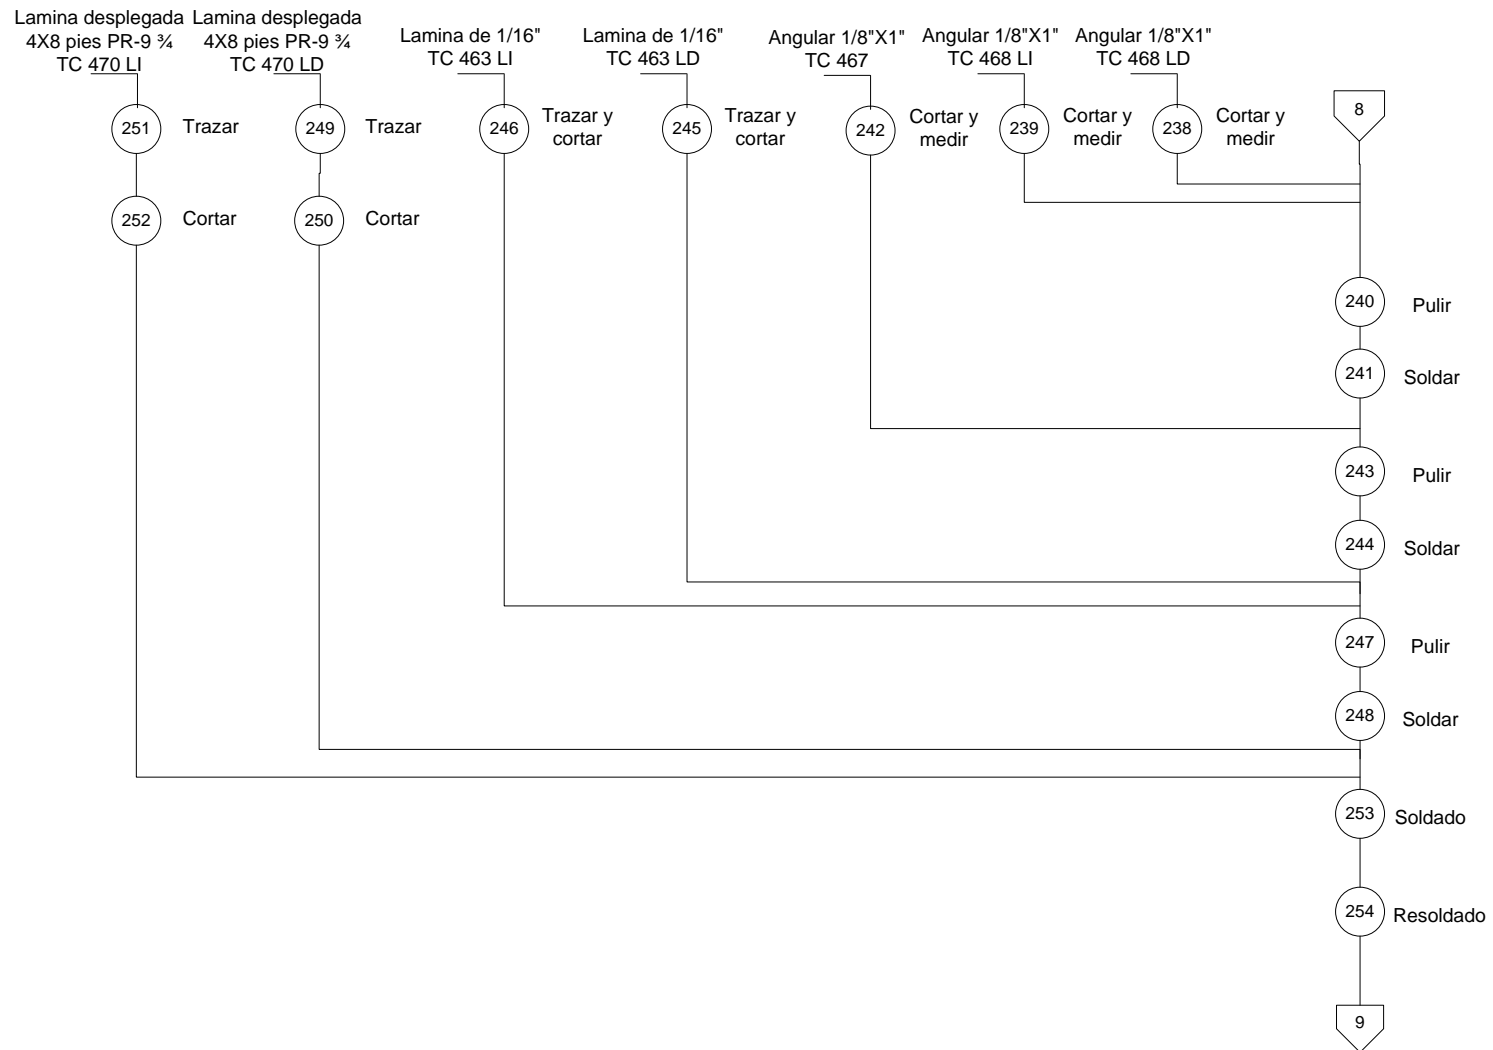 Lamina desplegada
4X8 pies PR-9 ¾
TC 470 LI
Lamina desplegada
4X8 pies PR-9 ¾
TC 470 LD
Lamina de 1/16"
TC 463 LI
Lamina de 1/16"
TC 463 LD
Angular 1/8"X1"
TC 467
Angular 1/8"X1"
TC 468 LI
Angular 1/8"X1"
TC 468 LD
251
Trazar
249
Trazar
246
Trazar y
cortar
245
Trazar y
cortar
242
Cortar y
medir
239
Cortar y
medir
238
Cortar y
medir
8
252
Cortar
250
Cortar
240
Pulir
241
Soldar
243
Pulir
244
Soldar
247
Pulir
248
Soldar
253
Soldado
254
Resoldado
9